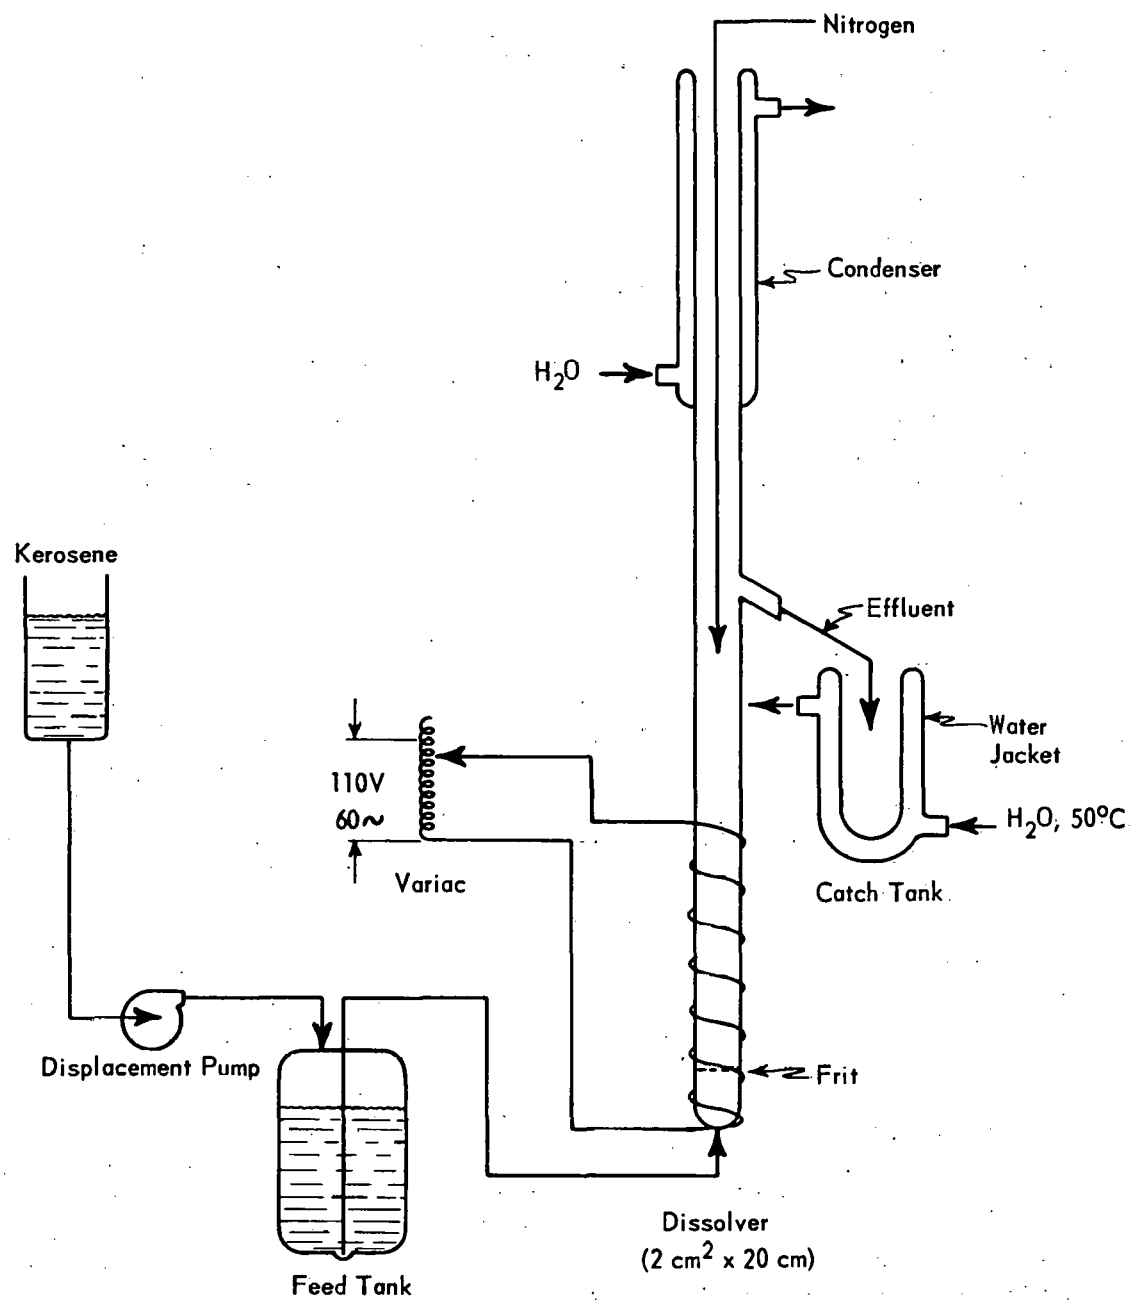 Nitrogen
Condenser
H₂O
Kerosene
Effluent
Water
Jacket
110V
60~
H₂O, 50°C
Variac
Catch Tank
Displacement Pump
Frit
Dissolver
(2 cm² x 20 cm)
Feed Tank